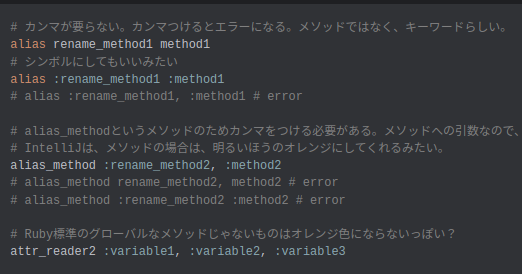 # カンマが要らない。カンマつけるとエラーになる。メソッドではなく、キーワードらしい。
alias rename_method1 method1
# シンボルにしてもいいみたい
alias :rename_method1 :method1
# alias :rename_method1, :method1 # error
# alias_methodというメソッドのためカンマをつける必要がある。メソッドへの引数なので、
# IntelliJは、メソッドの場合は、明るいほうのオレンジにしてくれるみたい。
alias_method :rename_method2, :method2
# alias_method rename_method2, method2 # error
# alias_method :rename_method2 :method2 # error
# Ruby標準のグローバルなメソッドじゃないものはオレンジ色にならないっぽい？
attr_reader2 :variable1, :variable2, :variable3